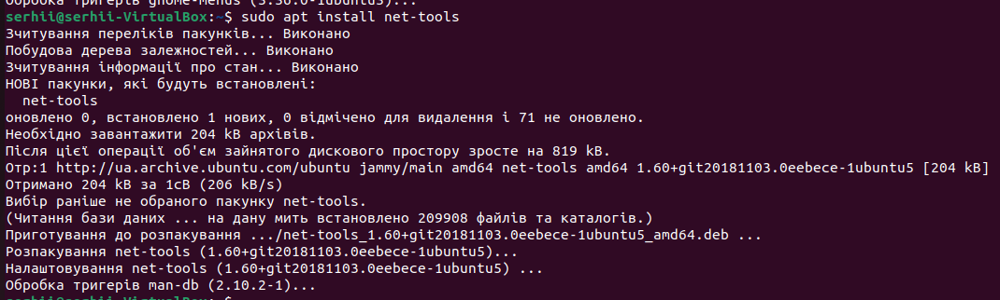 Обробка тригерів gnome-menus (3.36.0-1ubuntu3)...
serhii@serhii-VirtualBox:~$ sudo apt install net-tools
Зчитування переліків пакунків... Виконано
Побудова дерева залежностей... Виконано
Зчитування інформації про стан... Виконано
НОВІ пакунки, які будуть встановлені:
  net-tools
оновлено 0, встановлено 1 нових, 0 відмічено для видалення і 71 не оновлено.
Необхідно завантажити 204 kB архівів.
Після цієї операції об'єм зайнятого дискового простору зросте на 819 kB.
Отр:1 http://ua.archive.ubuntu.com/ubuntu jammy/main amd64 net-tools amd64 1.60+git20181103.0eebece-1ubuntu5 [204 kB]
Отримано 204 kB за 1сВ (206 kB/s)
Вибір раніше не обраного пакунку net-tools.
(Читання бази даних ... на дану мить встановлено 209908 файлів та каталогів.)
Приготування до розпакування .../net-tools_1.60+git20181103.0eebece-1ubuntu5_amd64.deb ...
Розпакування net-tools (1.60+git20181103.0eebece-1ubuntu5)...
Налаштовування net-tools (1.60+git20181103.0eebece-1ubuntu5) ...
Обробка тригерів man-db (2.10.2-1)...
serhii@serhii-VirtualBox:~$